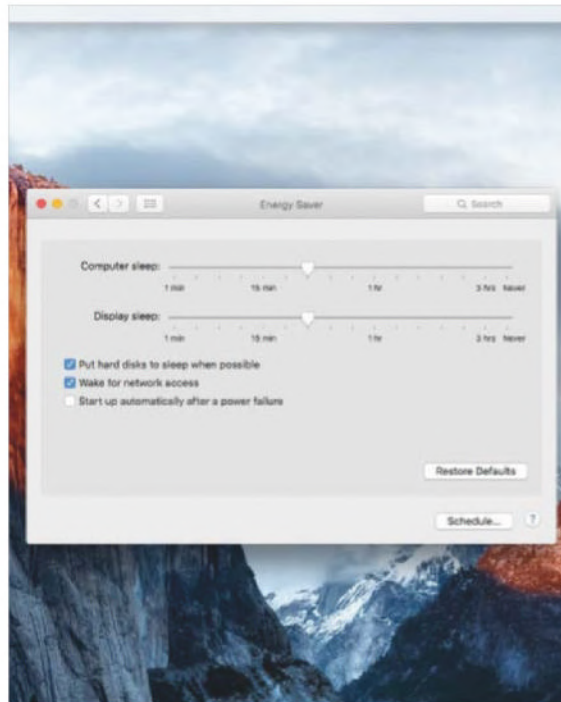 Energy Saver
Search
Computer sleep:
1 min 15 min 1 hr 3 hrs Never
Display sleep:
1 min 15 min 1 hr 3 hrs Never
Put hard disks to sleep when possible
Wake for network access
Start up automatically after a power failure
Restore Defaults
Schedule...
?